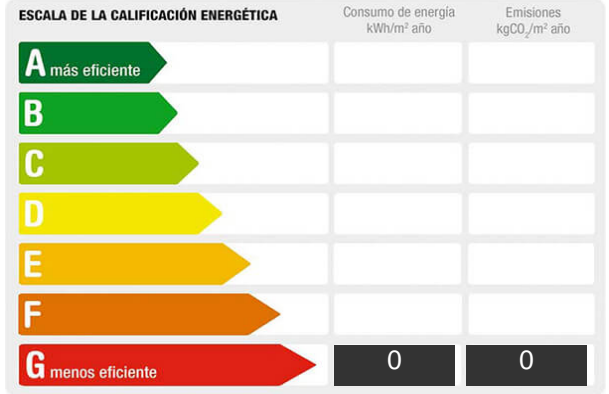 ESCALA DE LA CALIFICACIÓN ENERGÉTICA
Consumo de energía
kWh/m² año
Emisiones
kgCO₂/m² año
A más eficiente
B
C
D
E
F
G menos eficiente
0
0